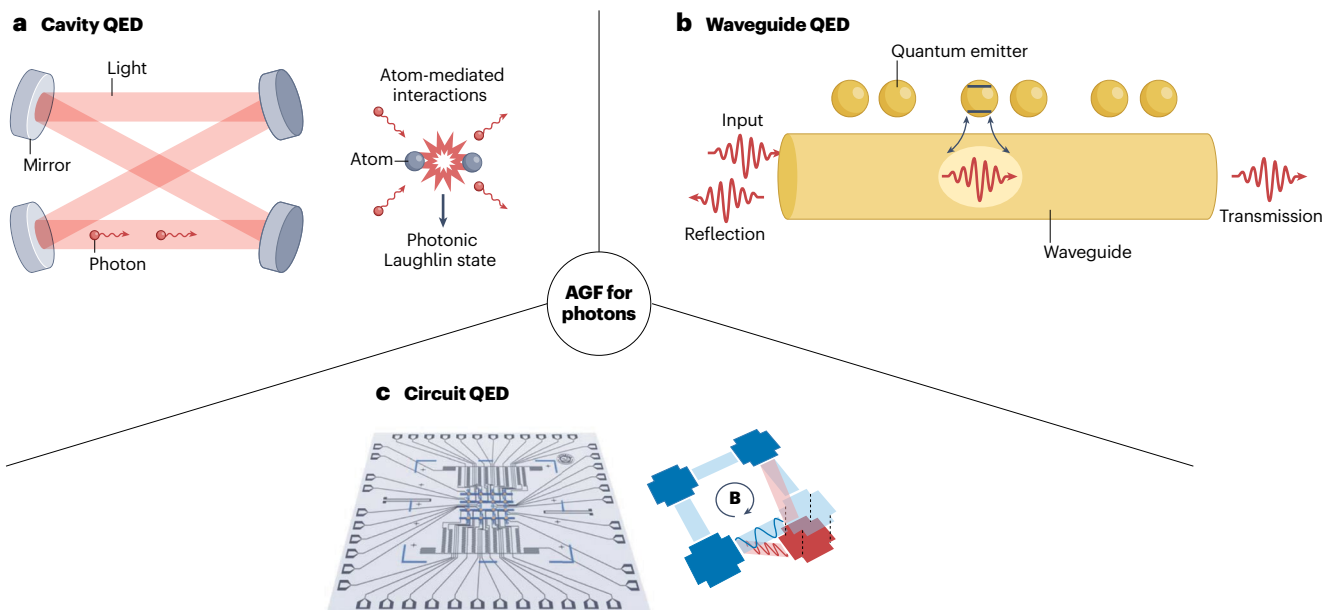 a Cavity QED
Light
Mirror
Photon
Atom-mediated
interactions
Atom
Photonic
Laughlin state
b Waveguide QED
Quantum emitter
Input
Reflection
Transmission
Waveguide
AGF for
photons
c Circuit QED
B